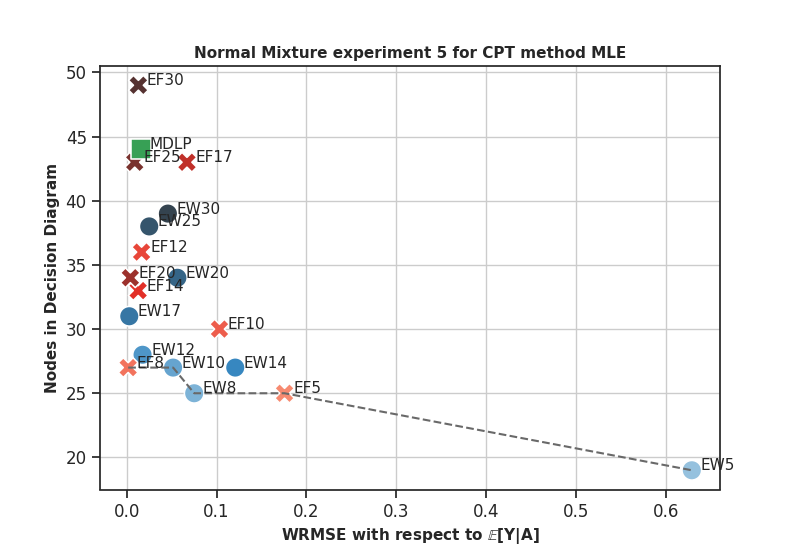 Normal Mixture experiment 5 for CPT method MLE
Nodes in Decision Diagram
50
45
40
35
30
25
20
EF30
MDLP
EF25
EF17
EW30
EW25
EF12
EF20
EW20
EF14
EW17
EF10
EW12
EF8
EW10
EW14
EW8
EF5
EW5
0.0
0.1
0.2
0.3
0.4
0.5
0.6
WRMSE with respect to 𝔼[Y|A]